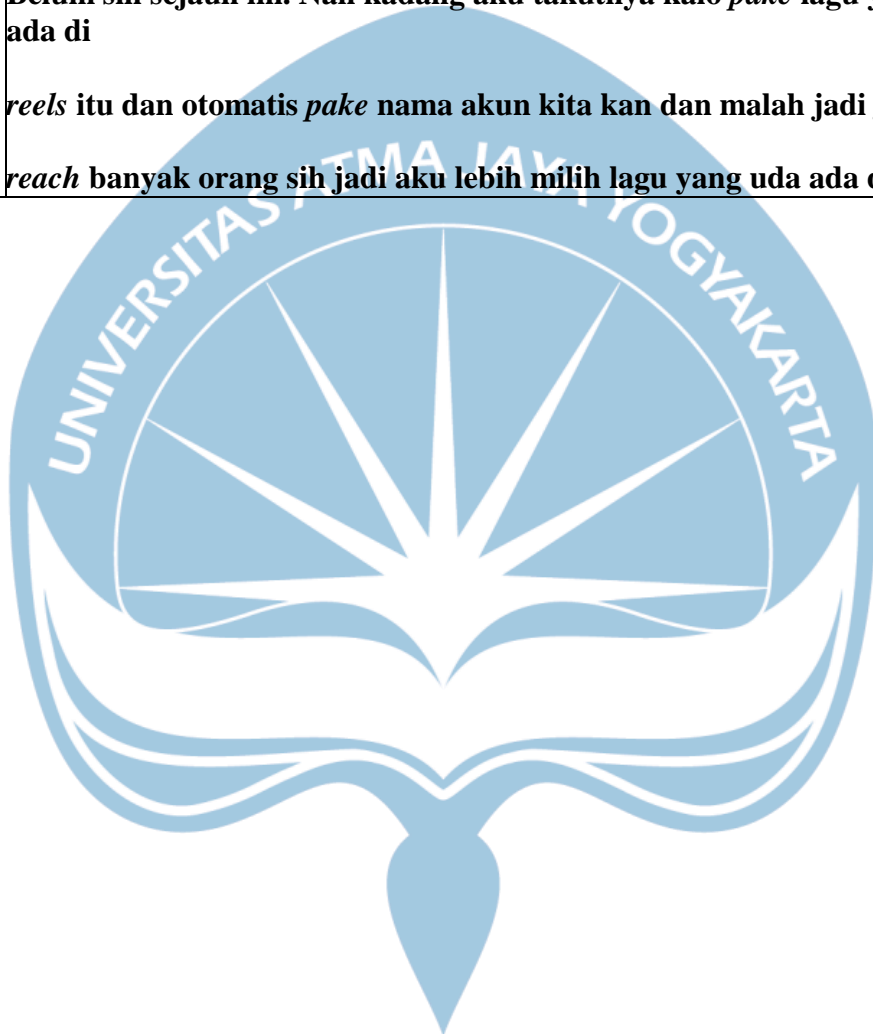 Belum sih sejauh ini. Nah kadang aku takutnya kalo pake lagu
ada di
reels itu dan otomatis pake nama akun kita kan dan malah jadi
reach banyak orang sih jadi aku lebih milih lagu yang uda ada
UNIVERSITAS ATMA JAYA YOGYAKARTA